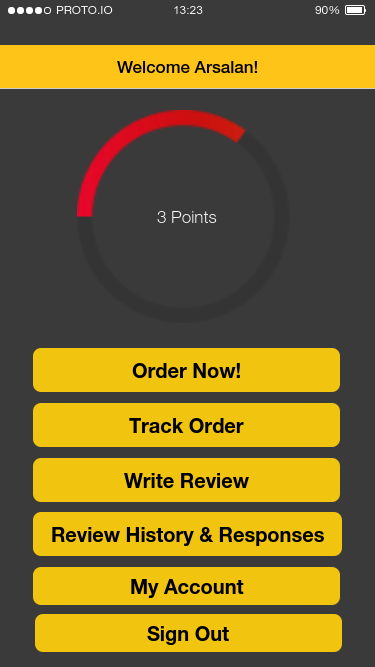 PROTO.IO 13:23 90%
Welcome Arsalan!
3 Points
Order Now!
Track Order
Write Review
Review History & Responses
My Account
Sign Out